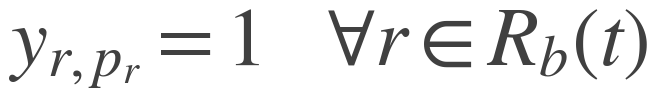 y_{r,p_r} = 1 ∀r ∈ R_b(t)